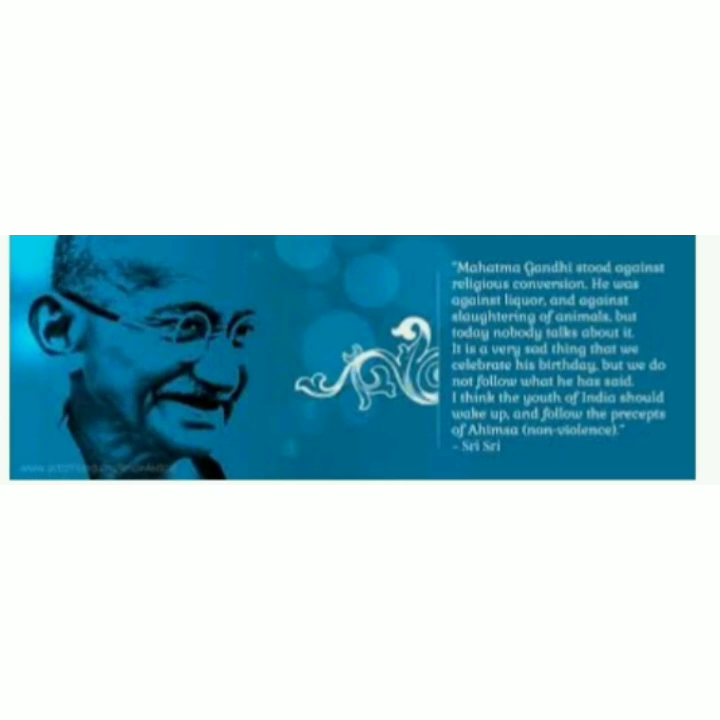 "Mahatma Gandhi stood against
religious conversion. He was
against liquor, and against
slaughtering of animals, but
today nobody talks about it.
It is a very sad thing that we
celebrate his birthday, but we do
not follow what he has said.
I think the youth of India should
wake up, and follow the precepts
of Ahimsa (non-violence)."
- Sri Sri